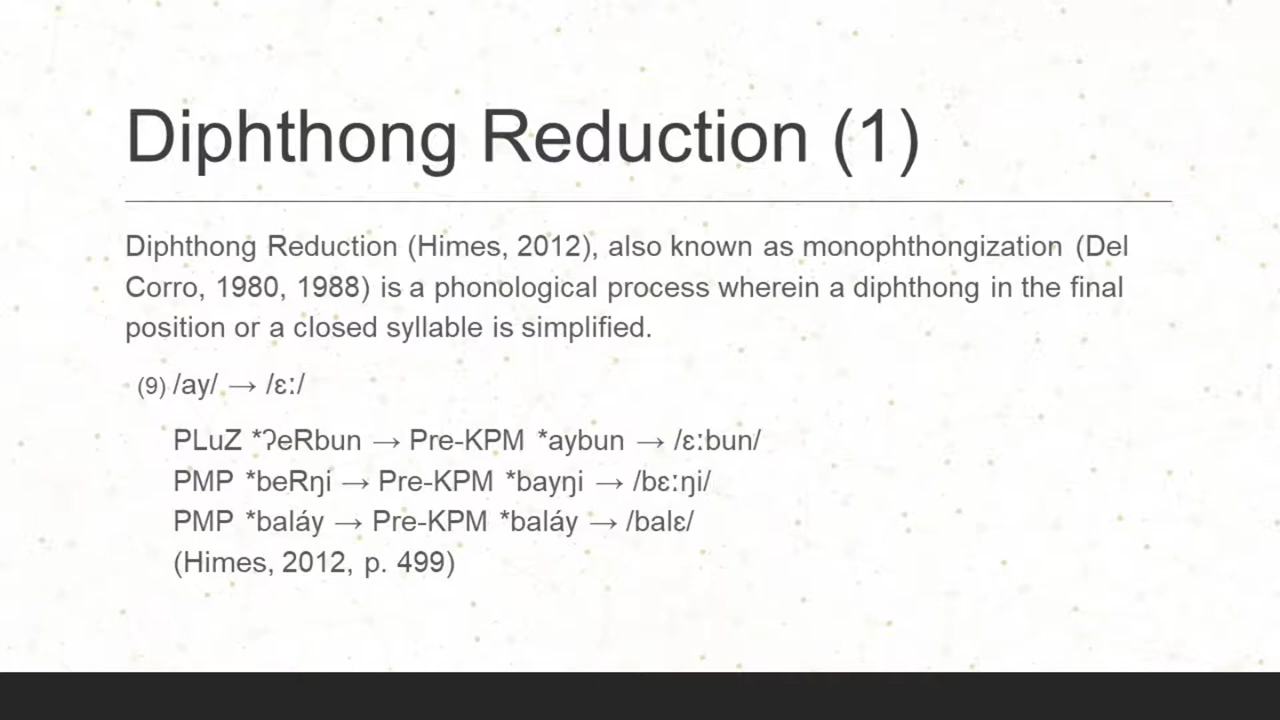 Diphthong Reduction (1)
Diphthong Reduction (Himes, 2012), also known as monophthongization (Del
Corro, 1980, 1988) is a phonological process wherein a diphthong in the final
position or a closed syllable is simplified.
(9) /ay/ → /ɛː/
PLuZ *ʔeRbun → Pre-KPM *aybun → /ɛːbun/
PMP *beRŋi → Pre-KPM *bayŋi → /bɛːŋi/
PMP *baláy → Pre-KPM *baláy → /balɛ/
(Himes, 2012, p. 499)